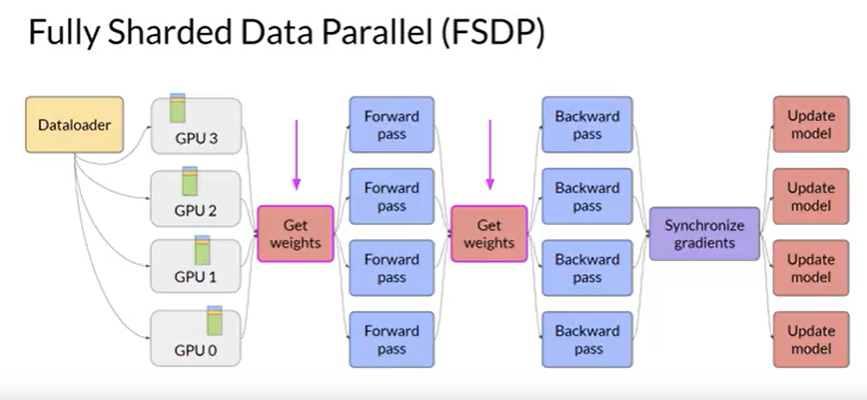 Fully Sharded Data Parallel (FSDP)
Dataloader
GPU 3
GPU 2
GPU 1
GPU 0
Get
weights
Forward
pass
Forward
pass
Forward
pass
Forward
pass
Get
weights
Backward
pass
Backward
pass
Backward
pass
Backward
pass
Synchronize
gradients
Update
model
Update
model
Update
model
Update
model